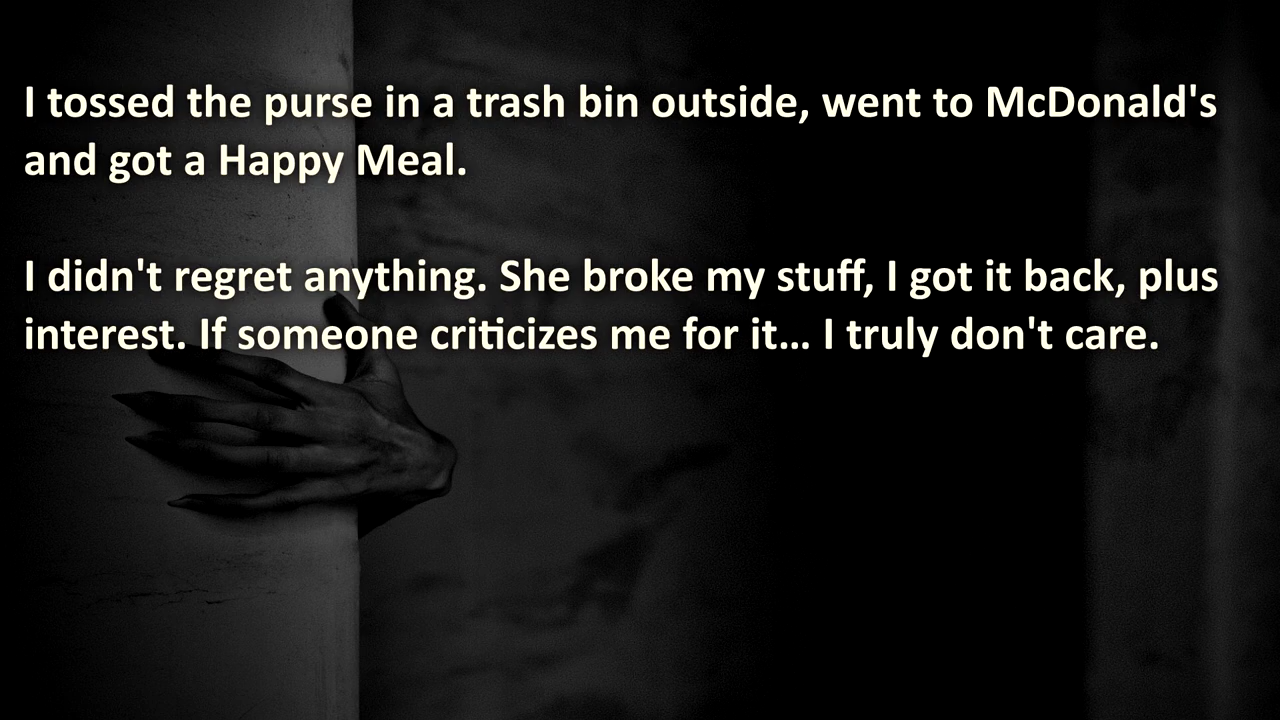 I tossed the purse in a trash bin outside, went to McDonald's
and got a Happy Meal.
I didn't regret anything. She broke my stuff, I got it back, plus
interest. If someone criticizes me for it... I truly don't care.